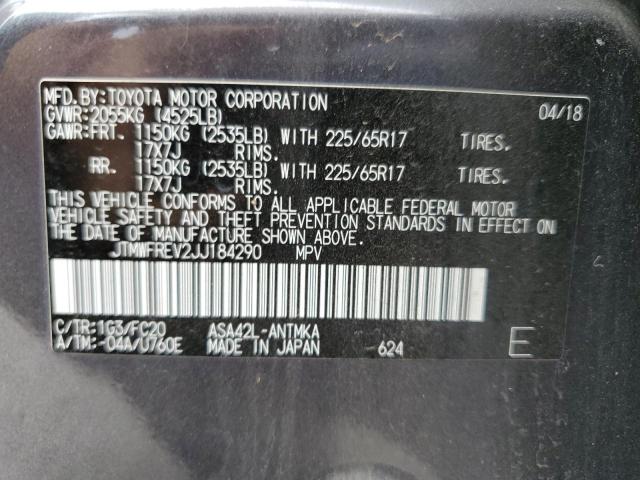 MFD.BY:TOYOTA MOTOR CORPORATION 04/18
GVWR:2055KG (4525LB)
GAWR:FRT. 1150KG (2535LB) WITH 225/65R17 TIRES.
17X7J RIMS.
RR. 1150KG (2535LB) WITH 225/65R17 TIRES.
17X7J RIMS.
THIS VEHICLE CONFORMS TO ALL APPLICABLE FEDERAL MOTOR
VEHICLE SAFETY AND THEFT PREVENTION STANDARDS IN EFFECT ON
THE DATE OF MANUFACTURE SHOWN ABOVE.
JTMWFREV2JJ184290 MPV
C/TR:1G3/FC20 ASA42L-ANTMKA
A/TM:-04A/U760E MADE IN JAPAN 624 E